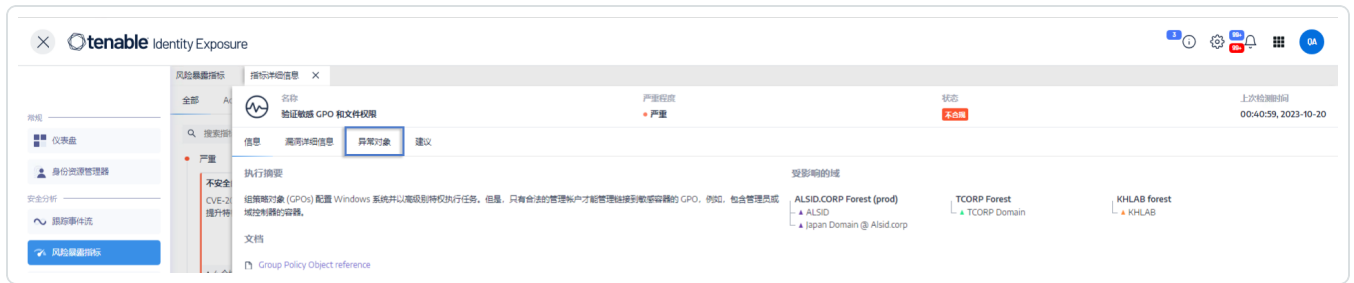 tenable Identity Exposure
3
99+
99+
QA
风险暴露指标
指标详细信息
常规
仪表盘
身份资源管理器
安全分析
跟踪事件流
风险暴露指标
全部
搜索指
严重
不安全
CVE-20
提升特
名称
验证敏感 GPO 和文件权限
严重程度
严重
状态
不合规
上次检测时间
00:40:59, 2023-10-20
信息 漏洞详细信息 异常对象 建议
执行摘要
组策略对象 (GPOs) 配置 Windows 系统并以高级别特权执行任务。但是，只有合法的管理帐户才能管理链接到敏感容器的 GPO，例如，包含管理员或
域控制器的容器。
文档
Group Policy Object reference
受影响的域
ALSID.CORP Forest (prod)
ALSID
Japan Domain @ Alsid.corp
TCORP Forest
TCORP Domain
KHLAB forest
KHLAB